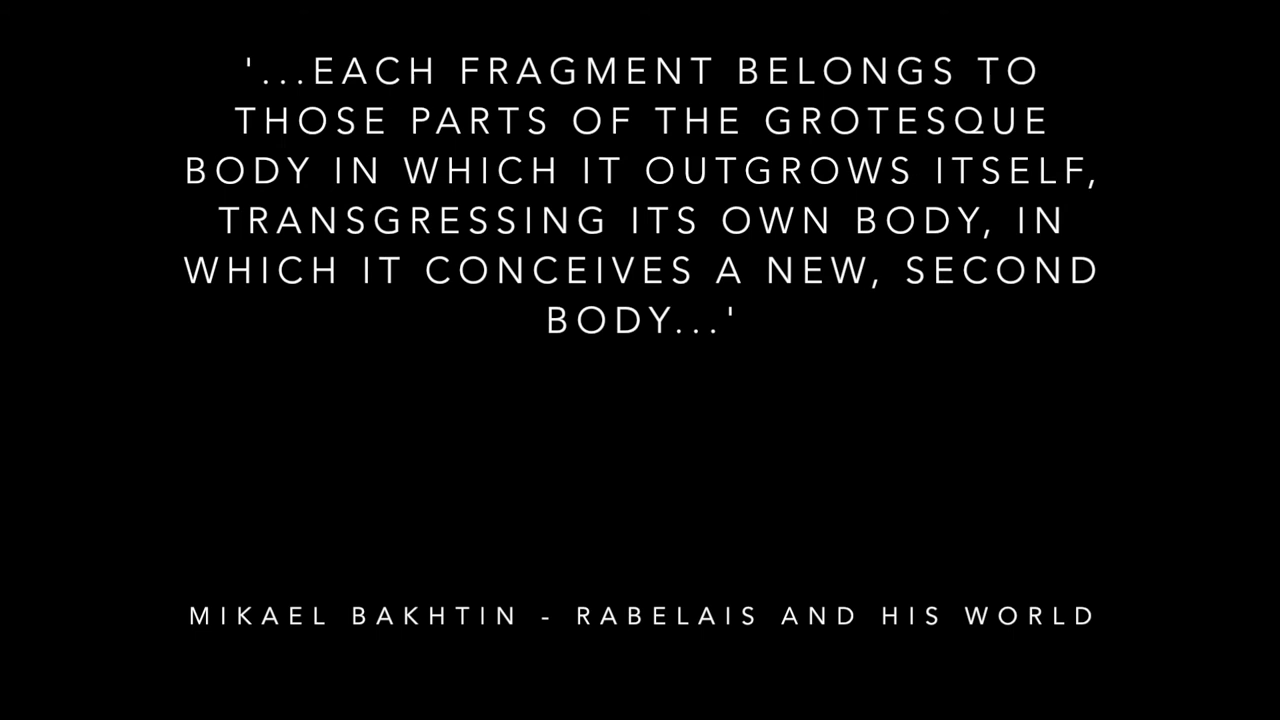 '...EACH FRAGMENT BELONGS TO
THOSE PARTS OF THE GROTESQUE
BODY IN WHICH IT OUTGROWS ITSELF,
TRANSGRESSING ITS OWN BODY, IN
WHICH IT CONCEIVES A NEW, SECOND
BODY...'
MIKAEL BAKHTIN - RABELAIS AND HIS WORLD